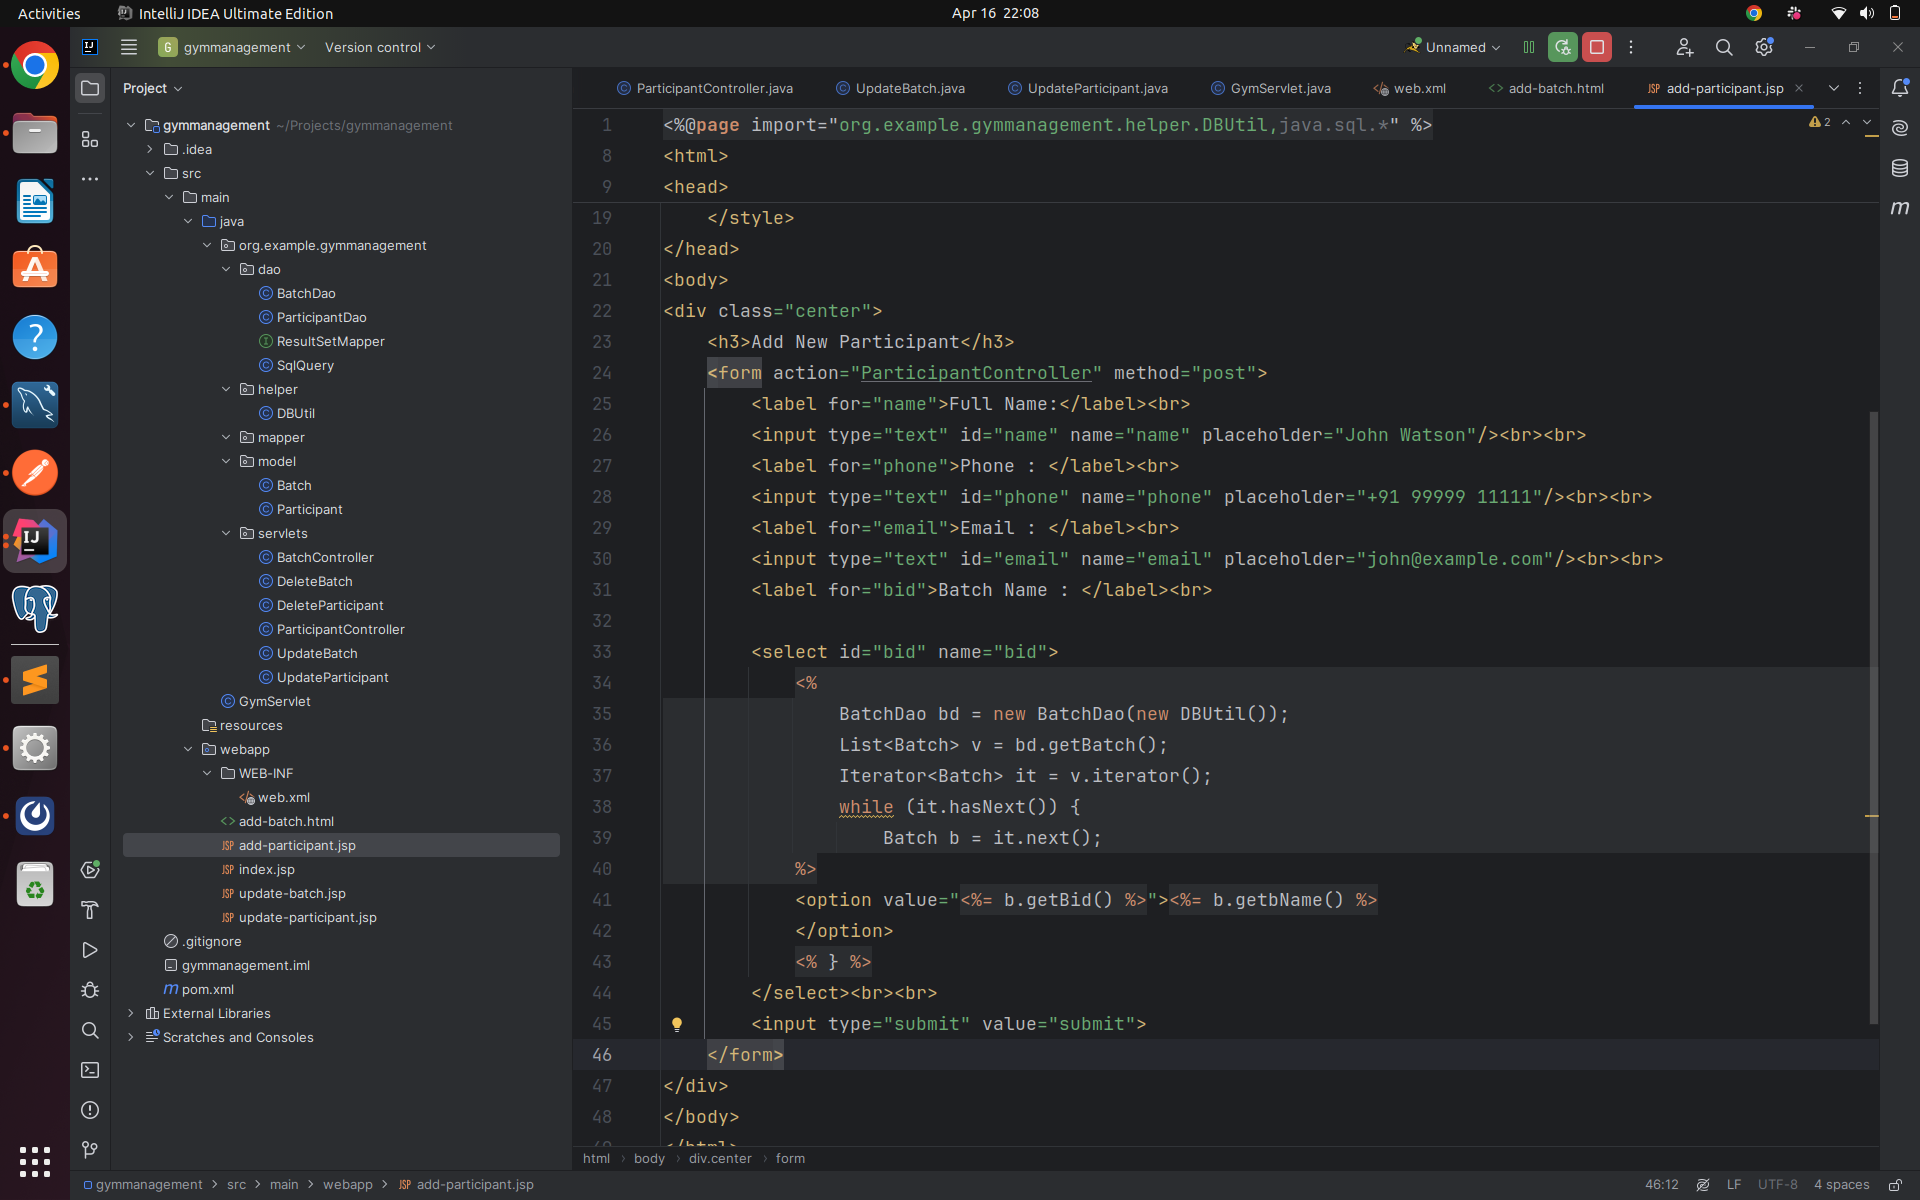 Activities
IntelliJ IDEA Ultimate Edition
Apr 16 22:08
G gymmanagement
Version control
Unnamed
Project
ParticipantController.java
UpdateBatch.java
UpdateParticipant.java
GymServlet.java
web.xml
add-batch.html
add-participant.jsp
gymmanagement ~/Projects/gymmanagement
.idea
src
main
java
org.example.gymmanagement
dao
BatchDao
ParticipantDao
ResultSetMapper
SqlQuery
helper
DBUtil
mapper
model
Batch
Participant
servlets
BatchController
DeleteBatch
DeleteParticipant
ParticipantController
UpdateBatch
UpdateParticipant
GymServlet
resources
webapp
WEB-INF
web.xml
add-batch.html
add-participant.jsp
index.jsp
update-batch.jsp
update-participant.jsp
.gitignore
gymmanagement.iml
pom.xml
External Libraries
Scratches and Consoles
2
1 <%@page import="org.example.gymmanagement.helper.DBUtil,java.sql.*" %>
8 <html>
9 <head>
19 </style>
20 </head>
21 <body>
22 <div class="center">
23 <h3>Add New Participant</h3>
24 <form action="ParticipantController" method="post">
25 <label for="name">Full Name:</label><br>
26 <input type="text" id="name" name="name" placeholder="John Watson"/><br><br>
27 <label for="phone">Phone : </label><br>
28 <input type="text" id="phone" name="phone" placeholder="+91 99999 11111"/><br><br>
29 <label for="email">Email : </label><br>
30 <input type="text" id="email" name="email" placeholder="john@example.com"/><br><br>
31 <label for="bid">Batch Name : </label><br>
32
33 <select id="bid" name="bid">
34 <%
35 BatchDao bd = new BatchDao(new DBUtil());
36 List<Batch> v = bd.getBatch();
37 Iterator<Batch> it = v.iterator();
38 while (it.hasNext()) {
39 Batch b = it.next();
40 %>
41 <option value="<%= b.getBid() %>"><%= b.getbName() %>
42 </option>
43 <% } %>
44 </select><br><br>
45 <input type="submit" value="submit">
46 </form>
47 </div>
48 </body>
html › body › div.center › form
gymmanagement › src › main › webapp › add-participant.jsp
46:12
LF
UTF-8
4 spaces